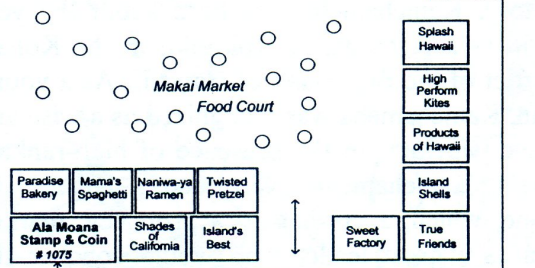 Splash
Hawaii
Makai Market
Food Court
High
Perform
Kites
Products
of Hawaii
Paradise
Bakery
Mama's
Spaghetti
Naniwa-ya
Ramen
Twisted
Pretzel
Island
Shells
Ala Moana
Stamp & Coin
# 1075
Shades
of
California
Island's
Best
Sweet
Factory
True
Friends